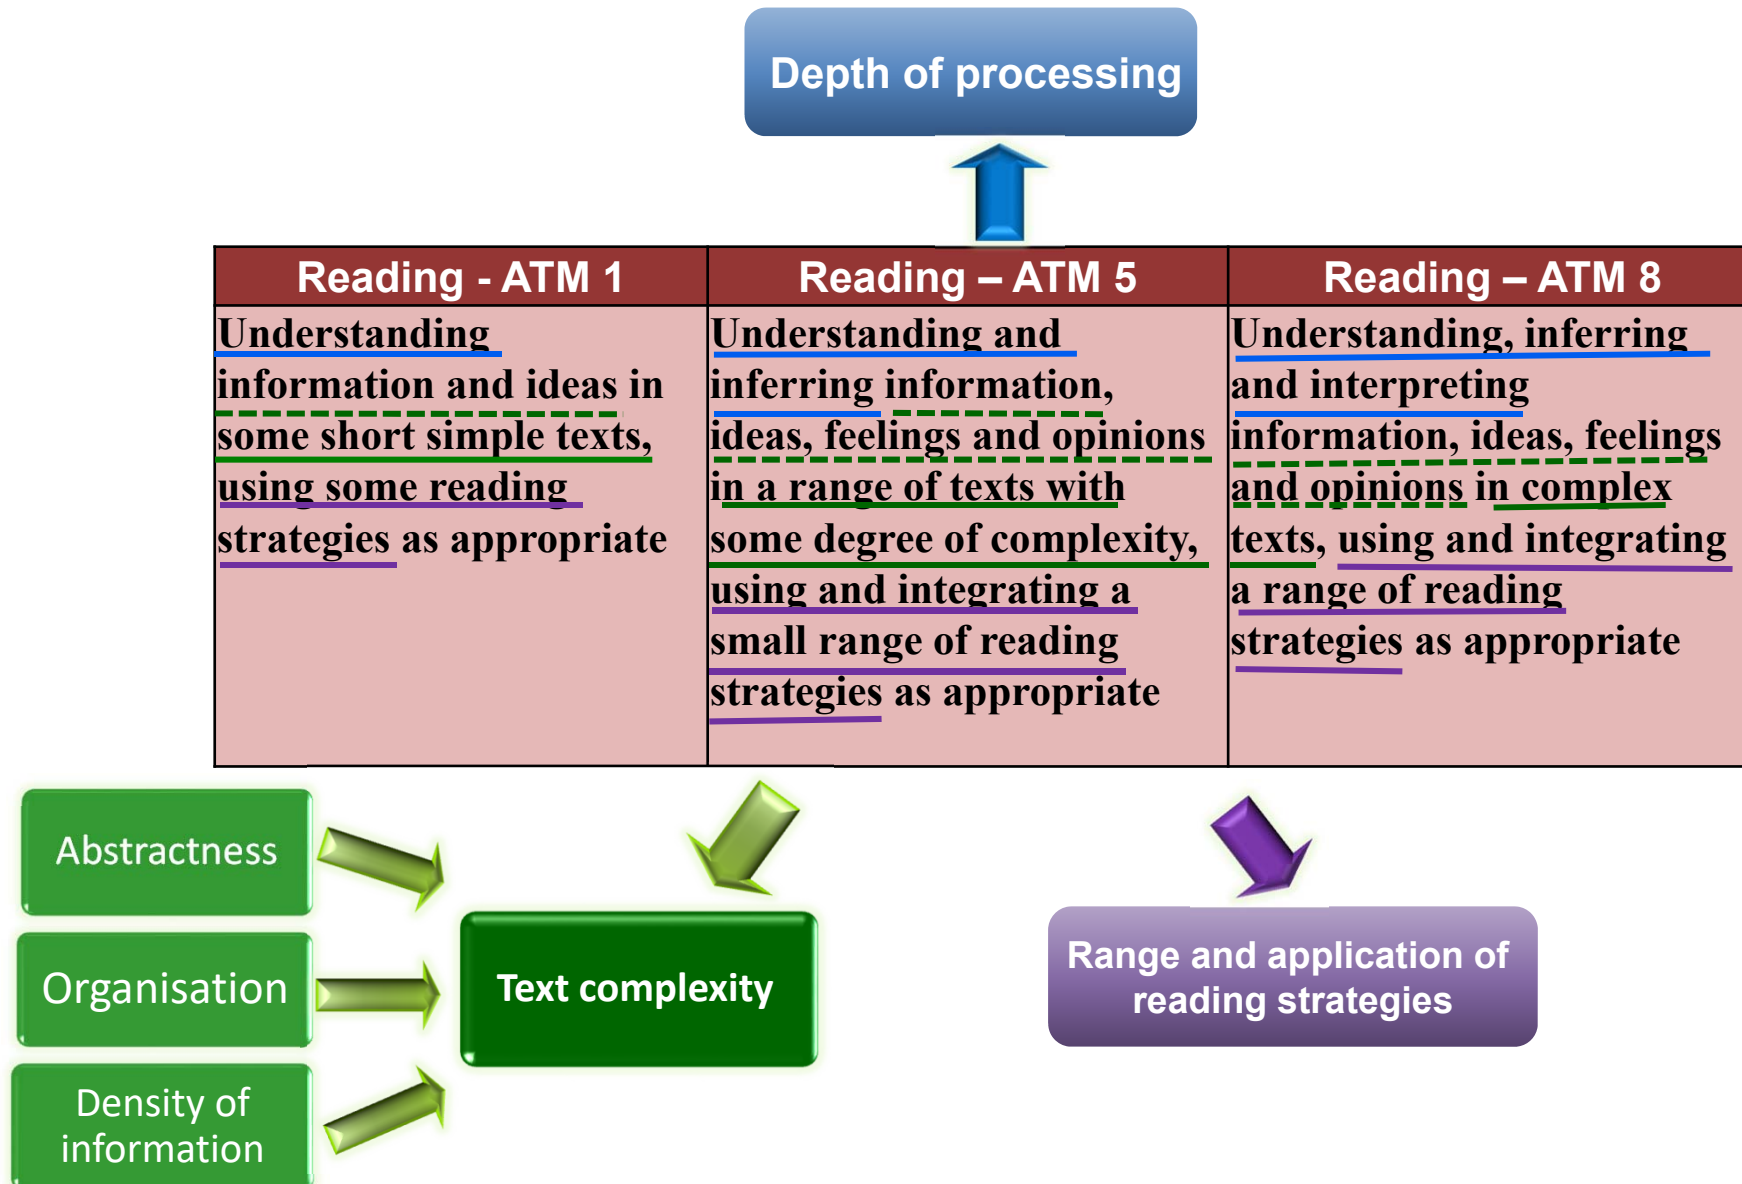 Depth of processing
Reading - ATM 1
Understanding
information and ideas in
some short simple texts,
using some reading
strategies as appropriate
Reading – ATM 5
Understanding and
inferring information,
ideas, feelings and opinions
in a range of texts with
some degree of complexity,
using and integrating a
small range of reading
strategies as appropriate
Reading – ATM 8
Understanding, inferring
and interpreting
information, ideas, feelings
and opinions in complex
texts, using and integrating
a range of reading
strategies as appropriate
Abstractness
Organisation
Density of
information
Text complexity
Range and application of
reading strategies